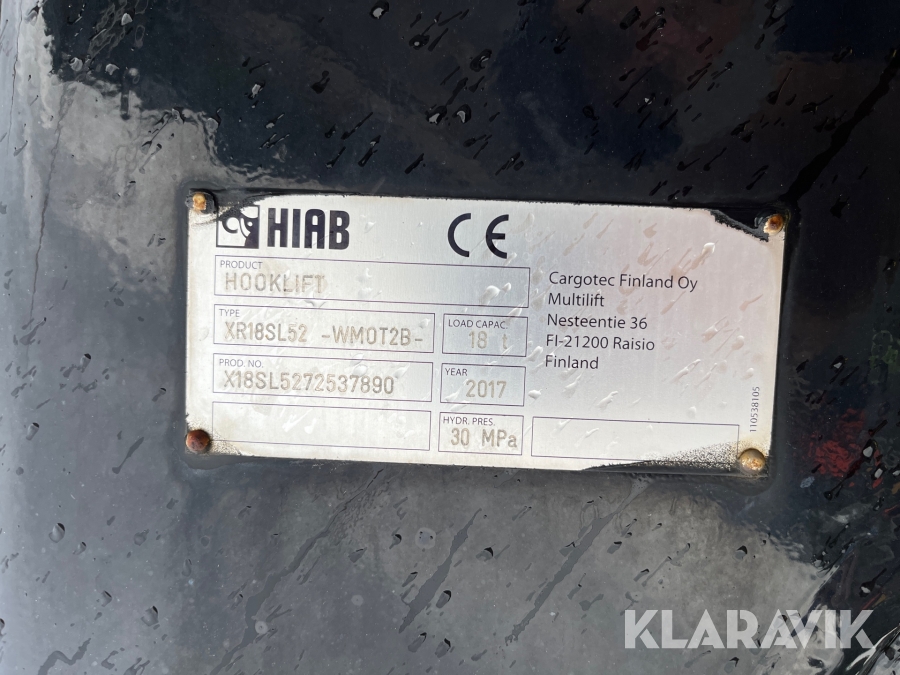 HIAB
CE
PRODUCT
HOOKLIFT
TYPE
XR18SL52 -WM0T2B-
LOAD CAPAC.
18 t
PROD. NO.
X18SL5272537890
YEAR
2017
HYDR. PRES.
30 MPa
Cargotec Finland Oy
Multilift
Nesteentie 36
FI-21200 Raisio
Finland
110538105
KLARAVIK